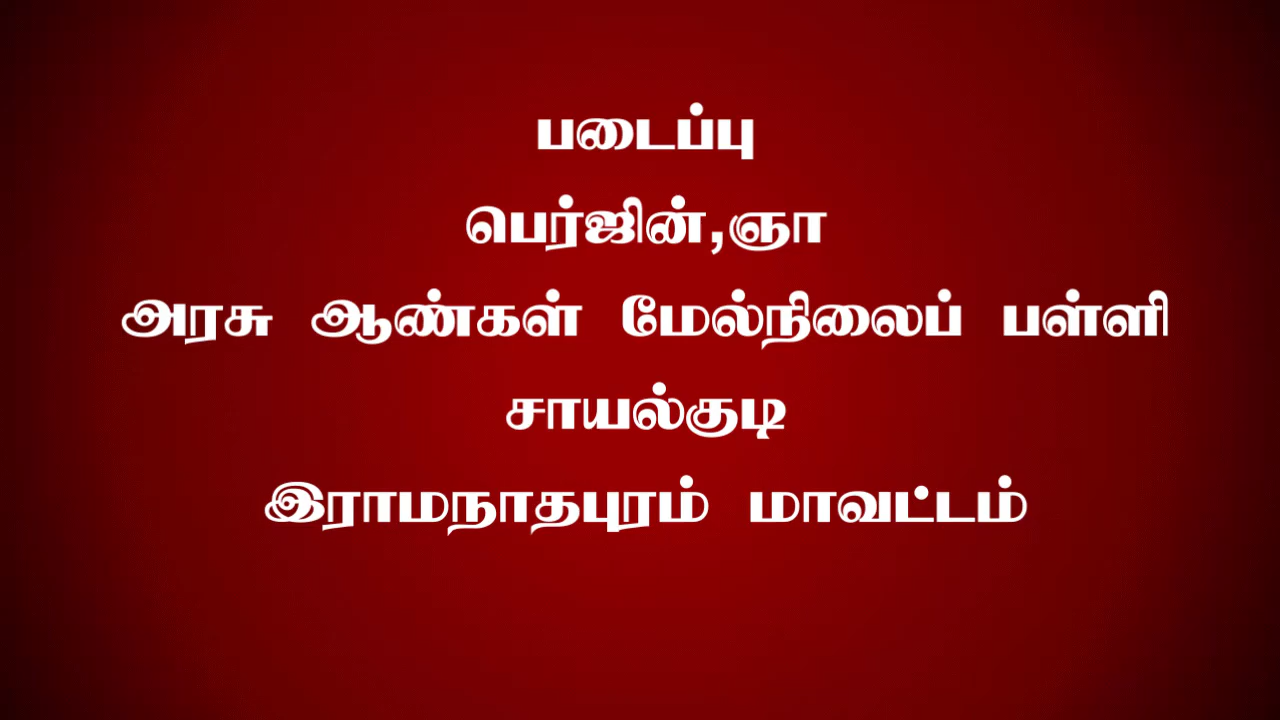 படைப்பு
பெர்ஜின்,ஞா
அரசு ஆண்கள் மேல்நிலைப் பள்ளி
சாயல்குடி
இராமநாதபுரம் மாவட்டம்